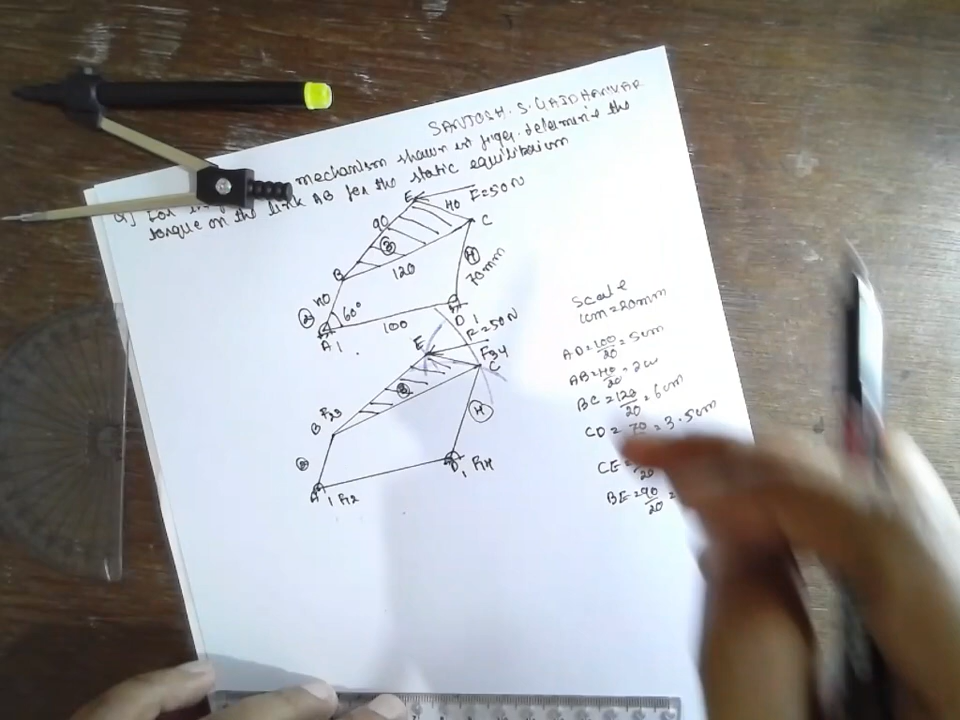 SANTOSH.S.GAIDHANKAR
Q] For mechanism shown in figer. determine the
torque on the link AB for the static equilibrium
E
40 F=50N
90
C
3
B
120
4
70mm
40
2
60°
A 1
100
D 1
E F=50N
F34
C
3
F23
B
4
2
D 1 F14
A 1 F12
Scale
1cm=20mm
AD=100/20=5cm
AB=40/20=2cm
BC=120/20=6cm
CD=70 =3.5cm
CE= 20
BE=90/20=